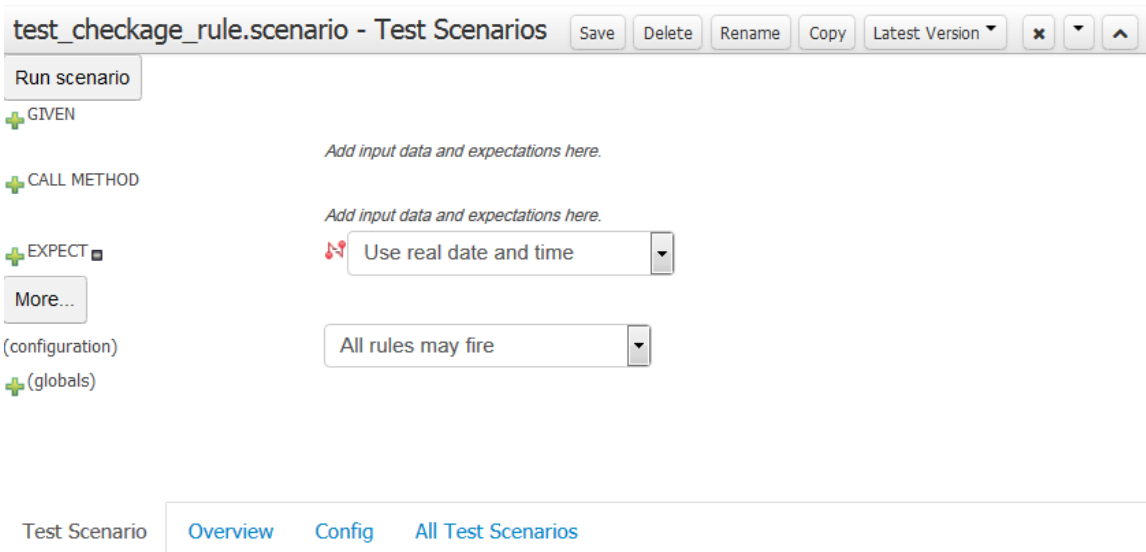 test_checkage_rule.scenario - Test Scenarios Save Delete Rename Copy Latest Version
Run scenario
GIVEN
Add input data and expectations here.
CALL METHOD
Add input data and expectations here.
EXPECT Use real date and time
More...
(configuration) All rules may fire
(globals)
Test Scenario Overview Config All Test Scenarios